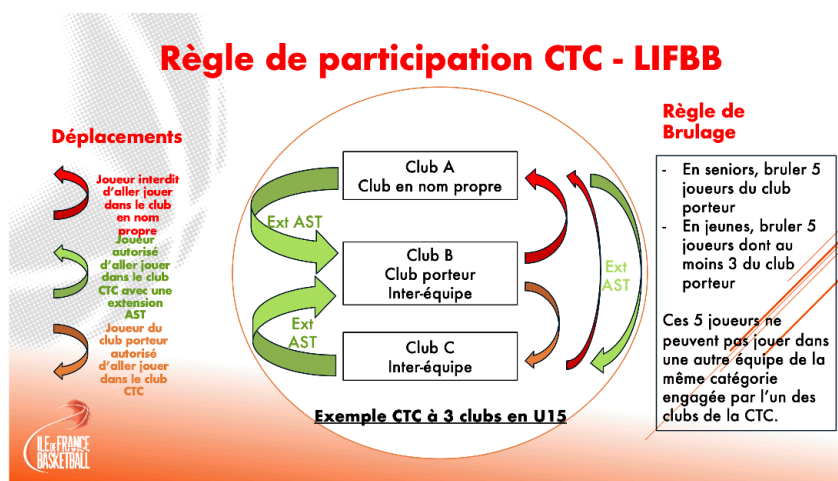 Règle de participation CTC - LIFBB
Déplacements
Joueur interdit
d'aller jouer
dans le club
en nom
propre
Joueur
autorisé
d'aller jouer
dans le club
CTC avec une
extension
AST
Joueur du
club porteur
autorisé
d'aller jouer
dans le club
CTC
Club A
Club en nom propre
Ext AST
Club B
Club porteur
Inter-équipe
Ext
AST
Club C
Inter-équipe
Ext
AST
Exemple CTC à 3 clubs en U15
Règle de
Brulage
- En seniors, bruler 5
joueurs du club
porteur
- En jeunes, bruler 5
joueurs dont au
moins 3 du club
porteur
Ces 5 joueurs ne
peuvent pas jouer dans
une autre équipe de la
même catégorie
engagée par l'un des
clubs de la CTC.
ILE DE FRANCE
BASKETBALL